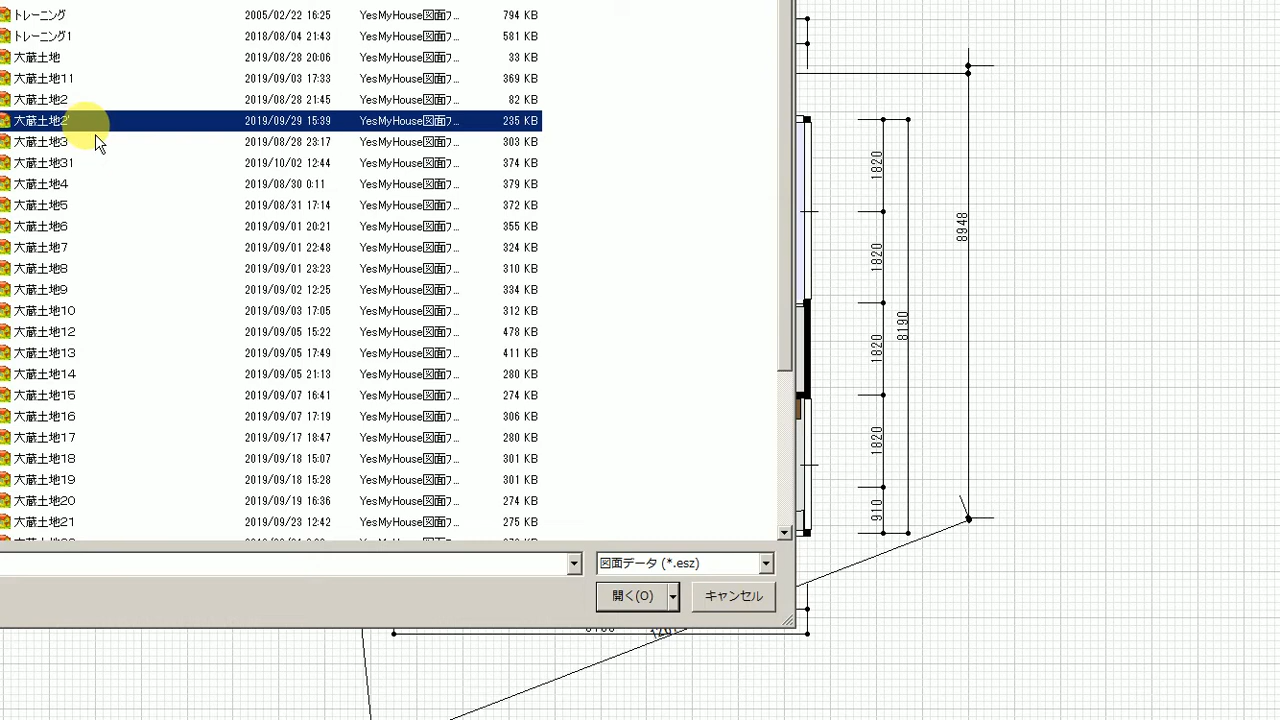 トレーニング 2005/02/22 16:25 YesMyHouse図面フ... 794 KB
トレーニング1 2018/08/04 21:43 YesMyHouse図面フ... 581 KB
大蔵土地 2019/08/28 20:06 YesMyHouse図面フ... 33 KB
大蔵土地11 2019/09/03 17:33 YesMyHouse図面フ... 369 KB
大蔵土地2 2019/08/28 21:45 YesMyHouse図面フ... 82 KB
大蔵土地2' 2019/09/29 15:39 YesMyHouse図面フ... 235 KB
大蔵土地3 2019/08/28 23:17 YesMyHouse図面フ... 303 KB
大蔵土地31 2019/10/02 12:44 YesMyHouse図面フ... 374 KB
大蔵土地4 2019/08/30 0:11 YesMyHouse図面フ... 379 KB
大蔵土地5 2019/08/31 17:14 YesMyHouse図面フ... 372 KB
大蔵土地6 2019/09/01 20:21 YesMyHouse図面フ... 355 KB
大蔵土地7 2019/09/01 22:48 YesMyHouse図面フ... 324 KB
大蔵土地8 2019/09/01 23:23 YesMyHouse図面フ... 310 KB
大蔵土地9 2019/09/02 12:25 YesMyHouse図面フ... 334 KB
大蔵土地10 2019/09/03 17:05 YesMyHouse図面フ... 312 KB
大蔵土地12 2019/09/05 15:22 YesMyHouse図面フ... 478 KB
大蔵土地13 2019/09/05 17:49 YesMyHouse図面フ... 411 KB
大蔵土地14 2019/09/05 21:13 YesMyHouse図面フ... 280 KB
大蔵土地15 2019/09/07 16:41 YesMyHouse図面フ... 274 KB
大蔵土地16 2019/09/07 17:19 YesMyHouse図面フ... 306 KB
大蔵土地17 2019/09/17 18:47 YesMyHouse図面フ... 280 KB
大蔵土地18 2019/09/18 15:07 YesMyHouse図面フ... 301 KB
大蔵土地19 2019/09/18 15:28 YesMyHouse図面フ... 301 KB
大蔵土地20 2019/09/19 16:36 YesMyHouse図面フ... 274 KB
大蔵土地21 2019/09/23 12:42 YesMyHouse図面フ... 275 KB
図面データ (*.esz)
開く(O)
キャンセル
1820
1820
1820
1820
910
8190
8948